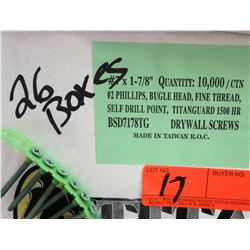 26
BOXES
#7 x 1-7/8" QUANTITY: 10,000 / CTN
#2 PHILLIPS, BUGLE HEAD, FINE THREAD,
SELF DRILL POINT, TITANGUARD 1500 HR
BSD7178TG DRYWALL SCREWS
MADE IN TAIWAN R.O.C.
LOT NO.
BUYER NO.
17